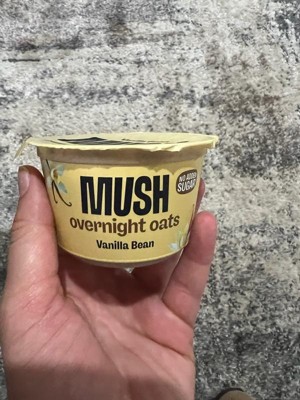 MUSH
overnight oats
Vanilla Bean
NO ADDED
SUGAR